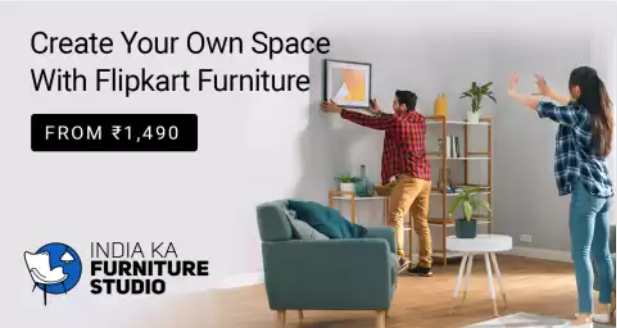 Create Your Own Space
With Flipkart Furniture
FROM ₹1,490
INDIA KA
FURNITURE
STUDIO